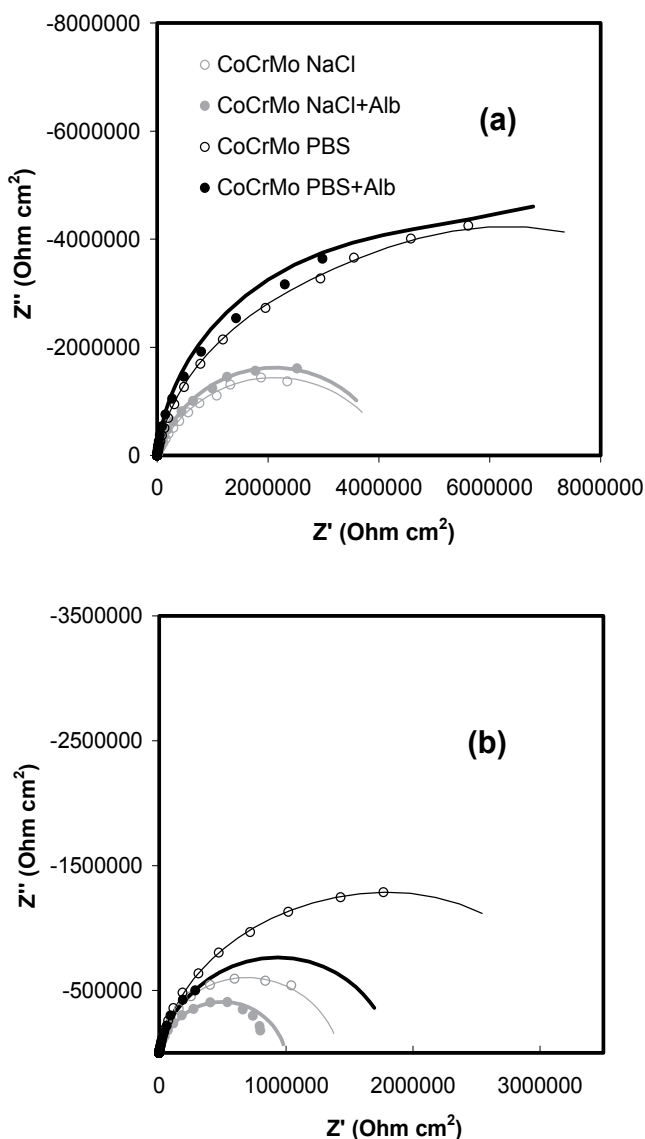 -8000000
CoCrMo NaCl
CoCrMo NaCl+Alb
(a)
-6000000
CoCrMo PBS
CoCrMo PBS+Alb
-4000000
-2000000
0
Z'' (Ohm cm²)
0 2000000 4000000 6000000 8000000
Z' (Ohm cm²)
-3500000
(b)
-2500000
-1500000
-500000
Z'' (Ohm cm²)
0 1000000 2000000 3000000
Z' (Ohm cm²)